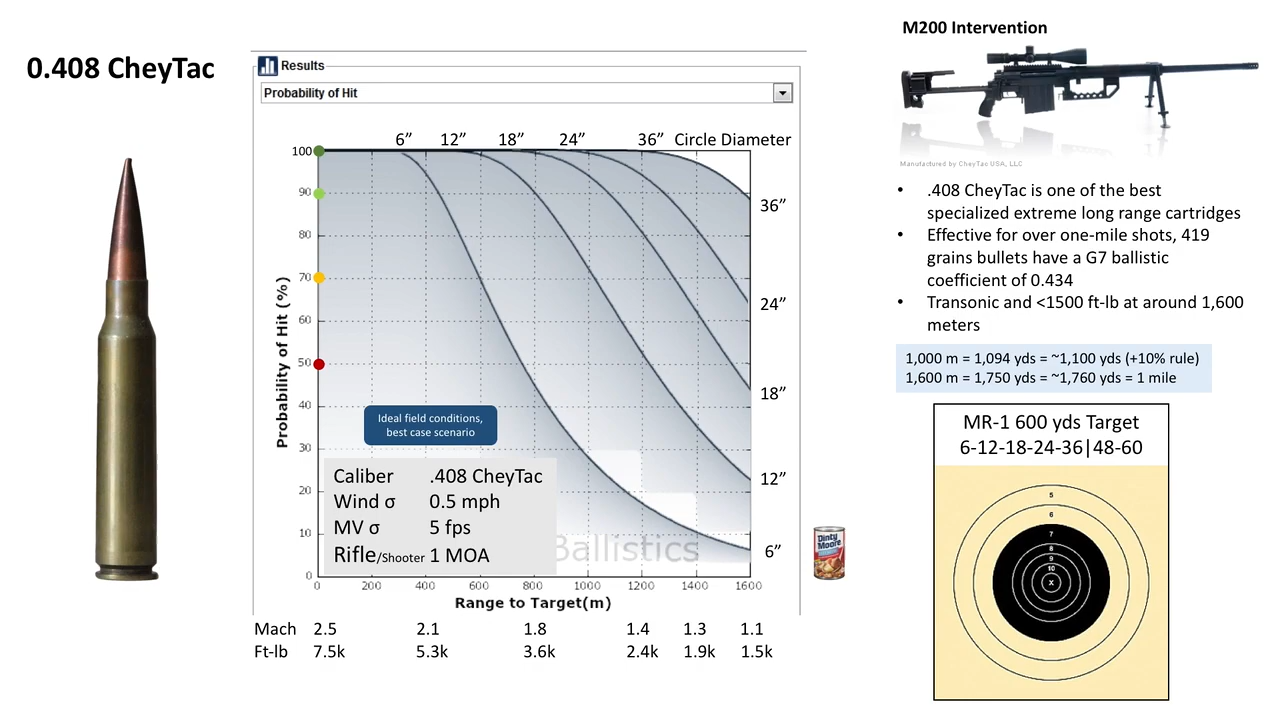 0.408 CheyTac
Results
Probability of Hit
6” 12” 18” 24” 36” Circle Diameter
100
90
80
70
60
50
40
30
20
10
0
Probability of Hit (%)
36”
24”
18”
12”
6”
Ideal field conditions,
best case scenario
Caliber .408 CheyTac
Wind σ 0.5 mph
MV σ 5 fps
Rifle/Shooter 1 MOA
Ballistics
0 200 400 600 800 1000 1200 1400 1600
Range to Target(m)
Mach 2.5 2.1 1.8 1.4 1.3 1.1
Ft-lb 7.5k 5.3k 3.6k 2.4k 1.9k 1.5k
Dinty
Moore
M200 Intervention
Manufactured by CheyTac USA, LLC
• .408 CheyTac is one of the best
specialized extreme long range cartridges
• Effective for over one-mile shots, 419
grains bullets have a G7 ballistic
coefficient of 0.434
• Transonic and <1500 ft-lb at around 1,600
meters
1,000 m = 1,094 yds = ~1,100 yds (+10% rule)
1,600 m = 1,750 yds = ~1,760 yds = 1 mile
MR-1 600 yds Target
6-12-18-24-36|48-60
5
6
7
8
9
10
X